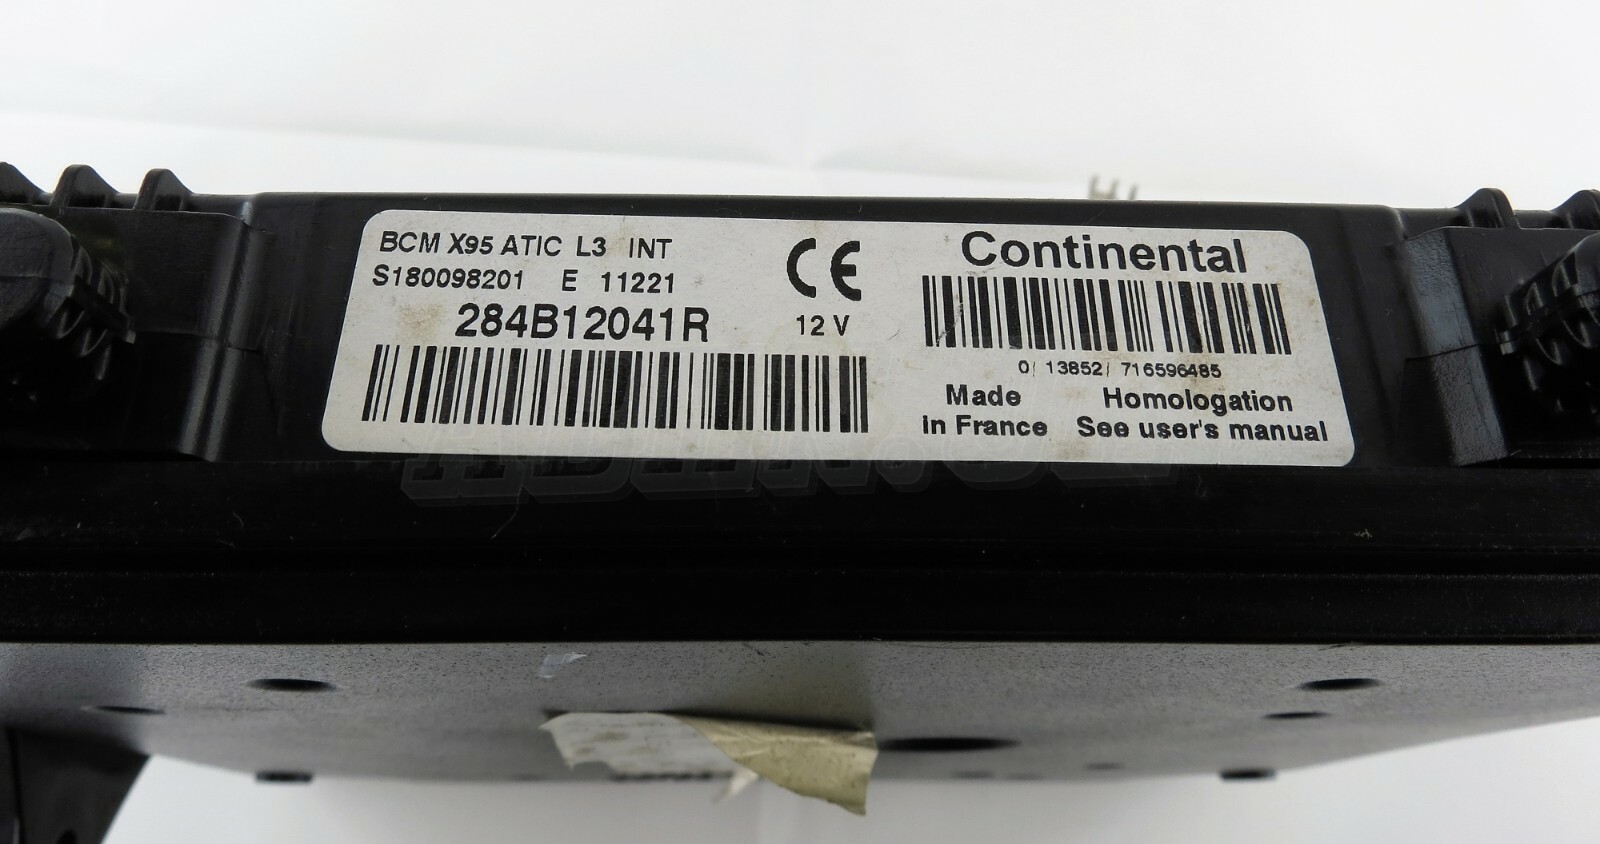 BCM X95 ATIC L3 INT
S180098201 E 11221
284B12041R
CE
12 V
Continental
0/ 13852/ 716596485
Made
in France
Homologation
See user's manual